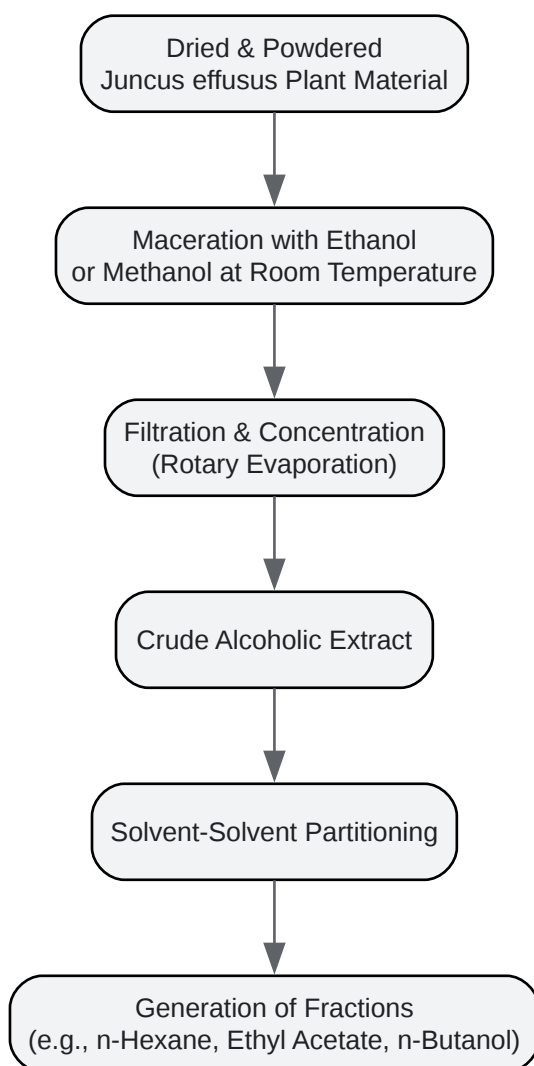 Dried & Powdered
Juncus effusus Plant Material
Maceration with Ethanol
or Methanol at Room Temperature
Filtration & Concentration
(Rotary Evaporation)
Crude Alcoholic Extract
Solvent-Solvent Partitioning
Generation of Fractions
(e.g., n-Hexane, Ethyl Acetate, n-Butanol)